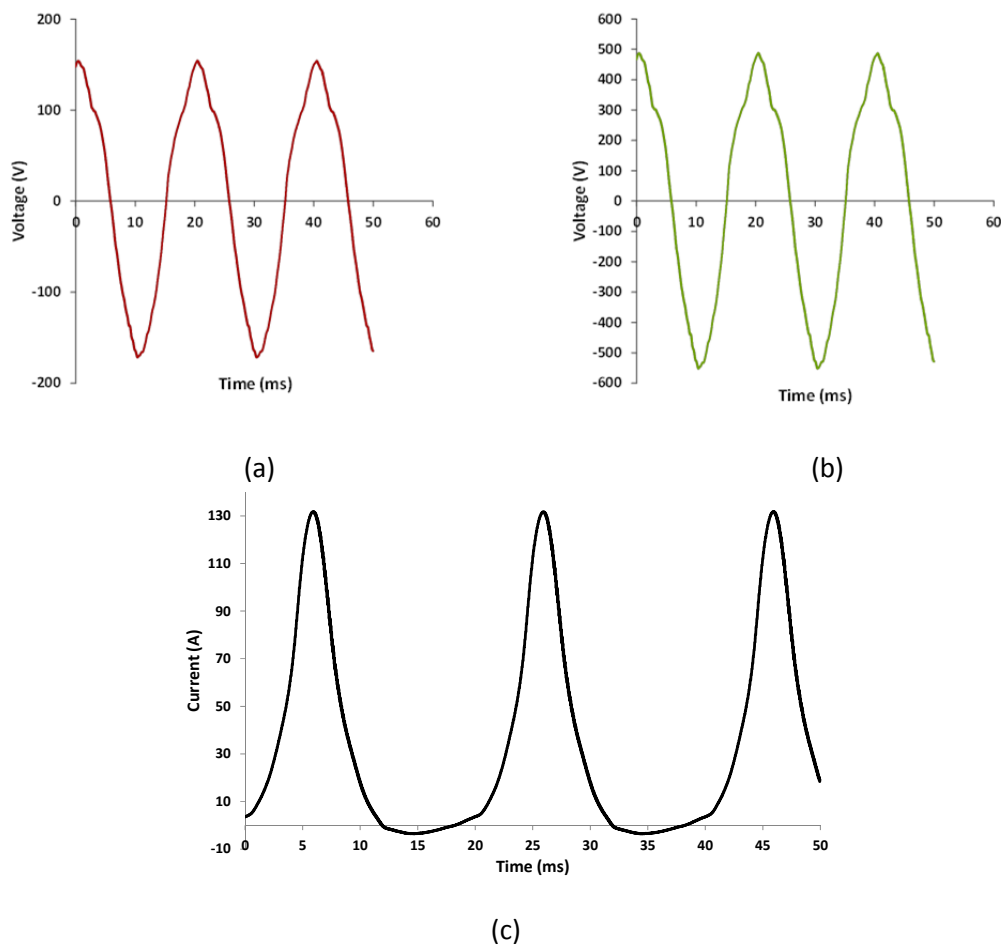 200
100
0
-100
-200
0 10 20 30 40 50 60
Voltage (V)
Time (ms)
600
500
400
300
200
100
0
-100
-200
-300
-400
-500
-600
0 10 20 30 40 50 60
Voltage (V)
Time (ms)
(a)
(b)
130
110
90
70
50
30
10
-10
0 5 10 15 20 25 30 35 40 45 50
Current (A)
Time (ms)
(c)